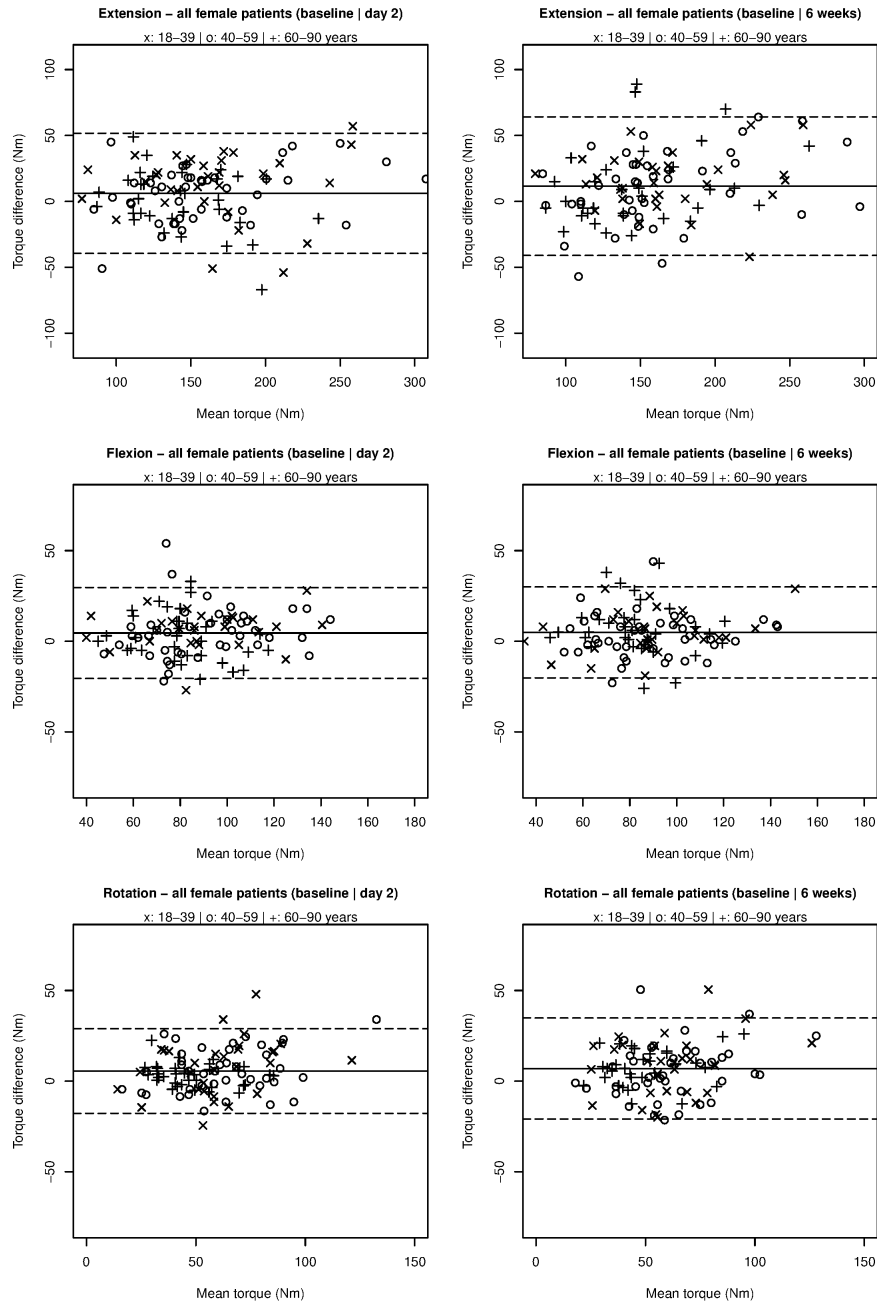 Extension – all female patients (baseline | day 2)
x: 18–39 | o: 40–59 | +: 60–90 years
100
50
0
−50
−100
Torque difference (Nm)
100 150 200 250 300
Mean torque (Nm)
Extension – all female patients (baseline | 6 weeks)
x: 18–39 | o: 40–59 | +: 60–90 years
100
50
0
−50
−100
Torque difference (Nm)
100 150 200 250 300
Mean torque (Nm)
Flexion – all female patients (baseline | day 2)
x: 18–39 | o: 40–59 | +: 60–90 years
50
0
−50
Torque difference (Nm)
40 60 80 100 120 140 160 180
Mean torque (Nm)
Flexion – all female patients (baseline | 6 weeks)
x: 18–39 | o: 40–59 | +: 60–90 years
50
0
−50
Torque difference (Nm)
40 60 80 100 120 140 160 180
Mean torque (Nm)
Rotation – all female patients (baseline | day 2)
x: 18–39 | o: 40–59 | +: 60–90 years
50
0
−50
Torque difference (Nm)
0 50 100 150
Mean torque (Nm)
Rotation – all female patients (baseline | 6 weeks)
x: 18–39 | o: 40–59 | +: 60–90 years
50
0
−50
Torque difference (Nm)
0 50 100 150
Mean torque (Nm)